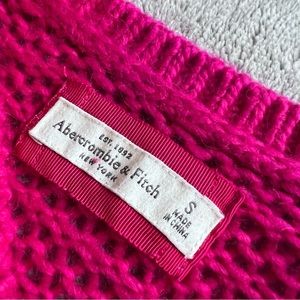 EST. 1892
Abercrombie & Fitch
NEW YORK
S
MADE
IN CHINA